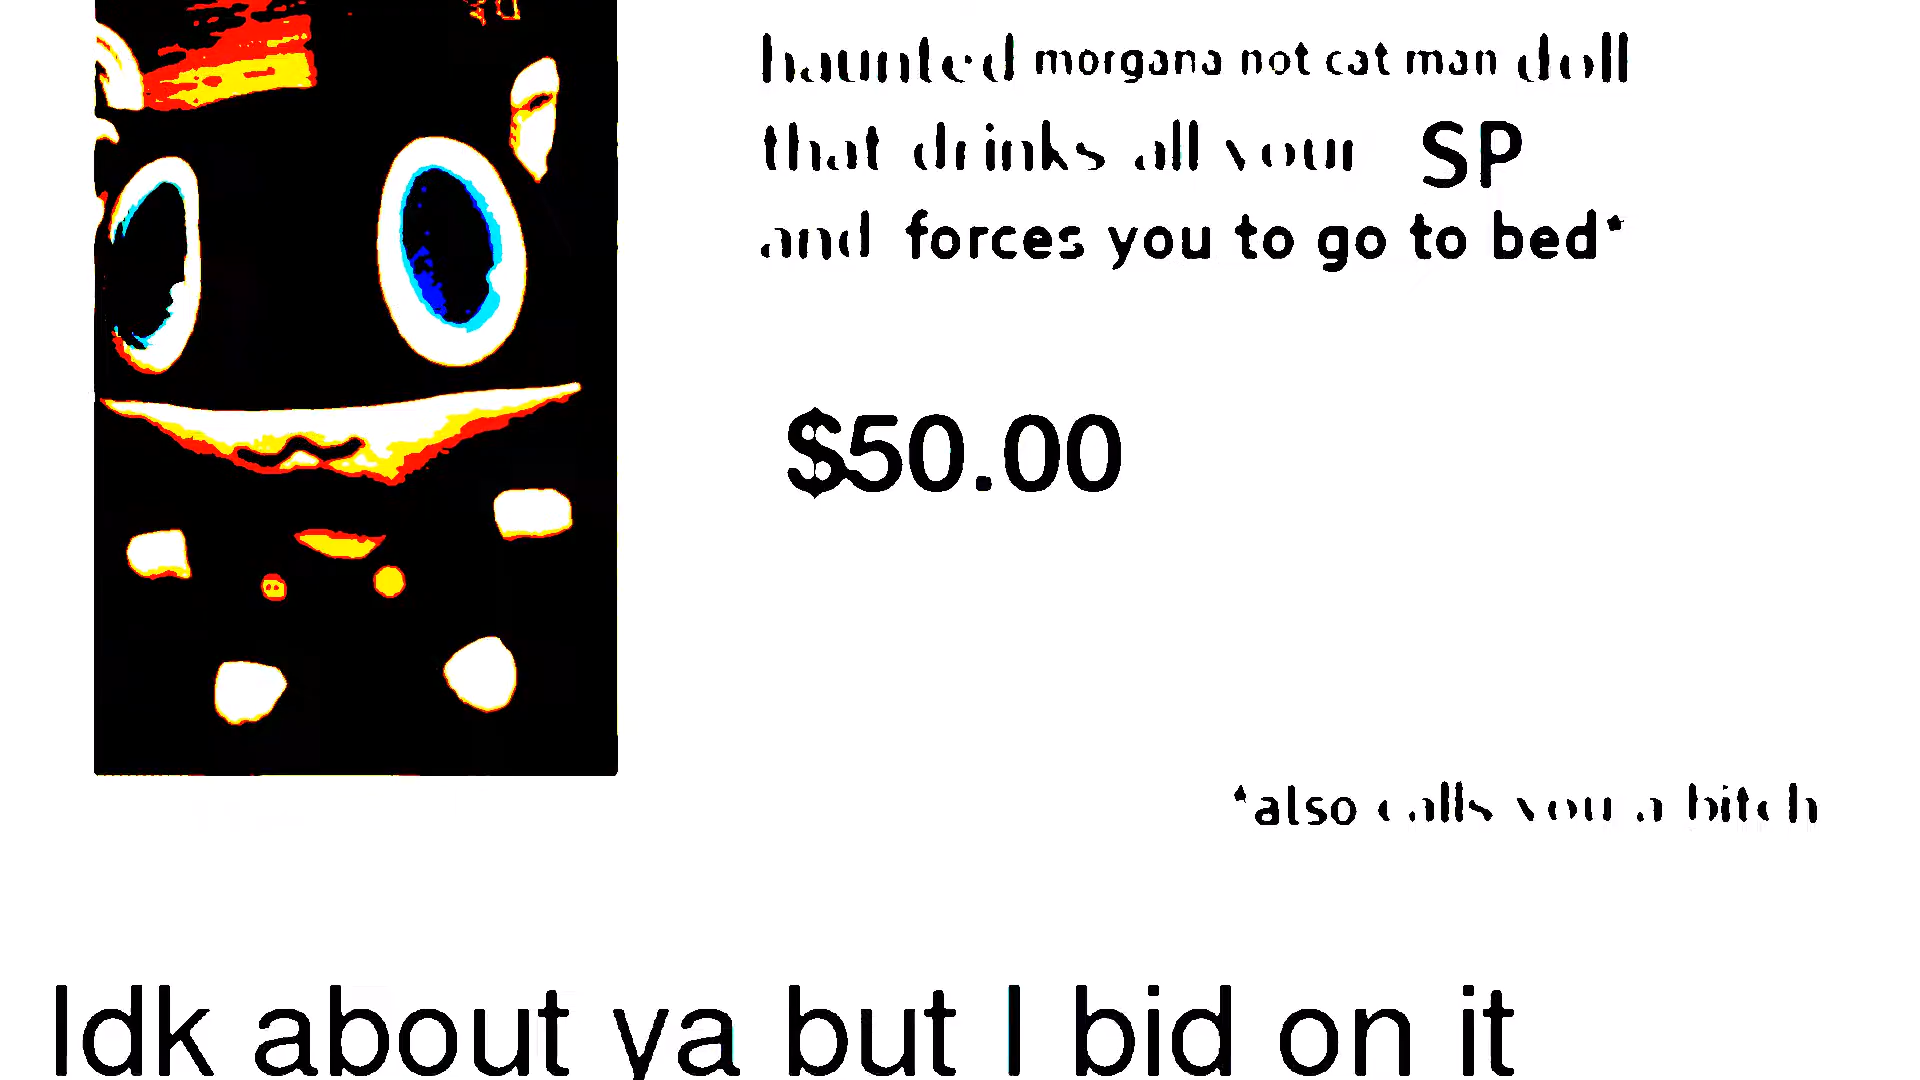 haunted morgana not cat man doll
that drinks all your SP
and forces you to go to bed*
$50.00
*also calls you a bitch
Idk about ya but I bid on it